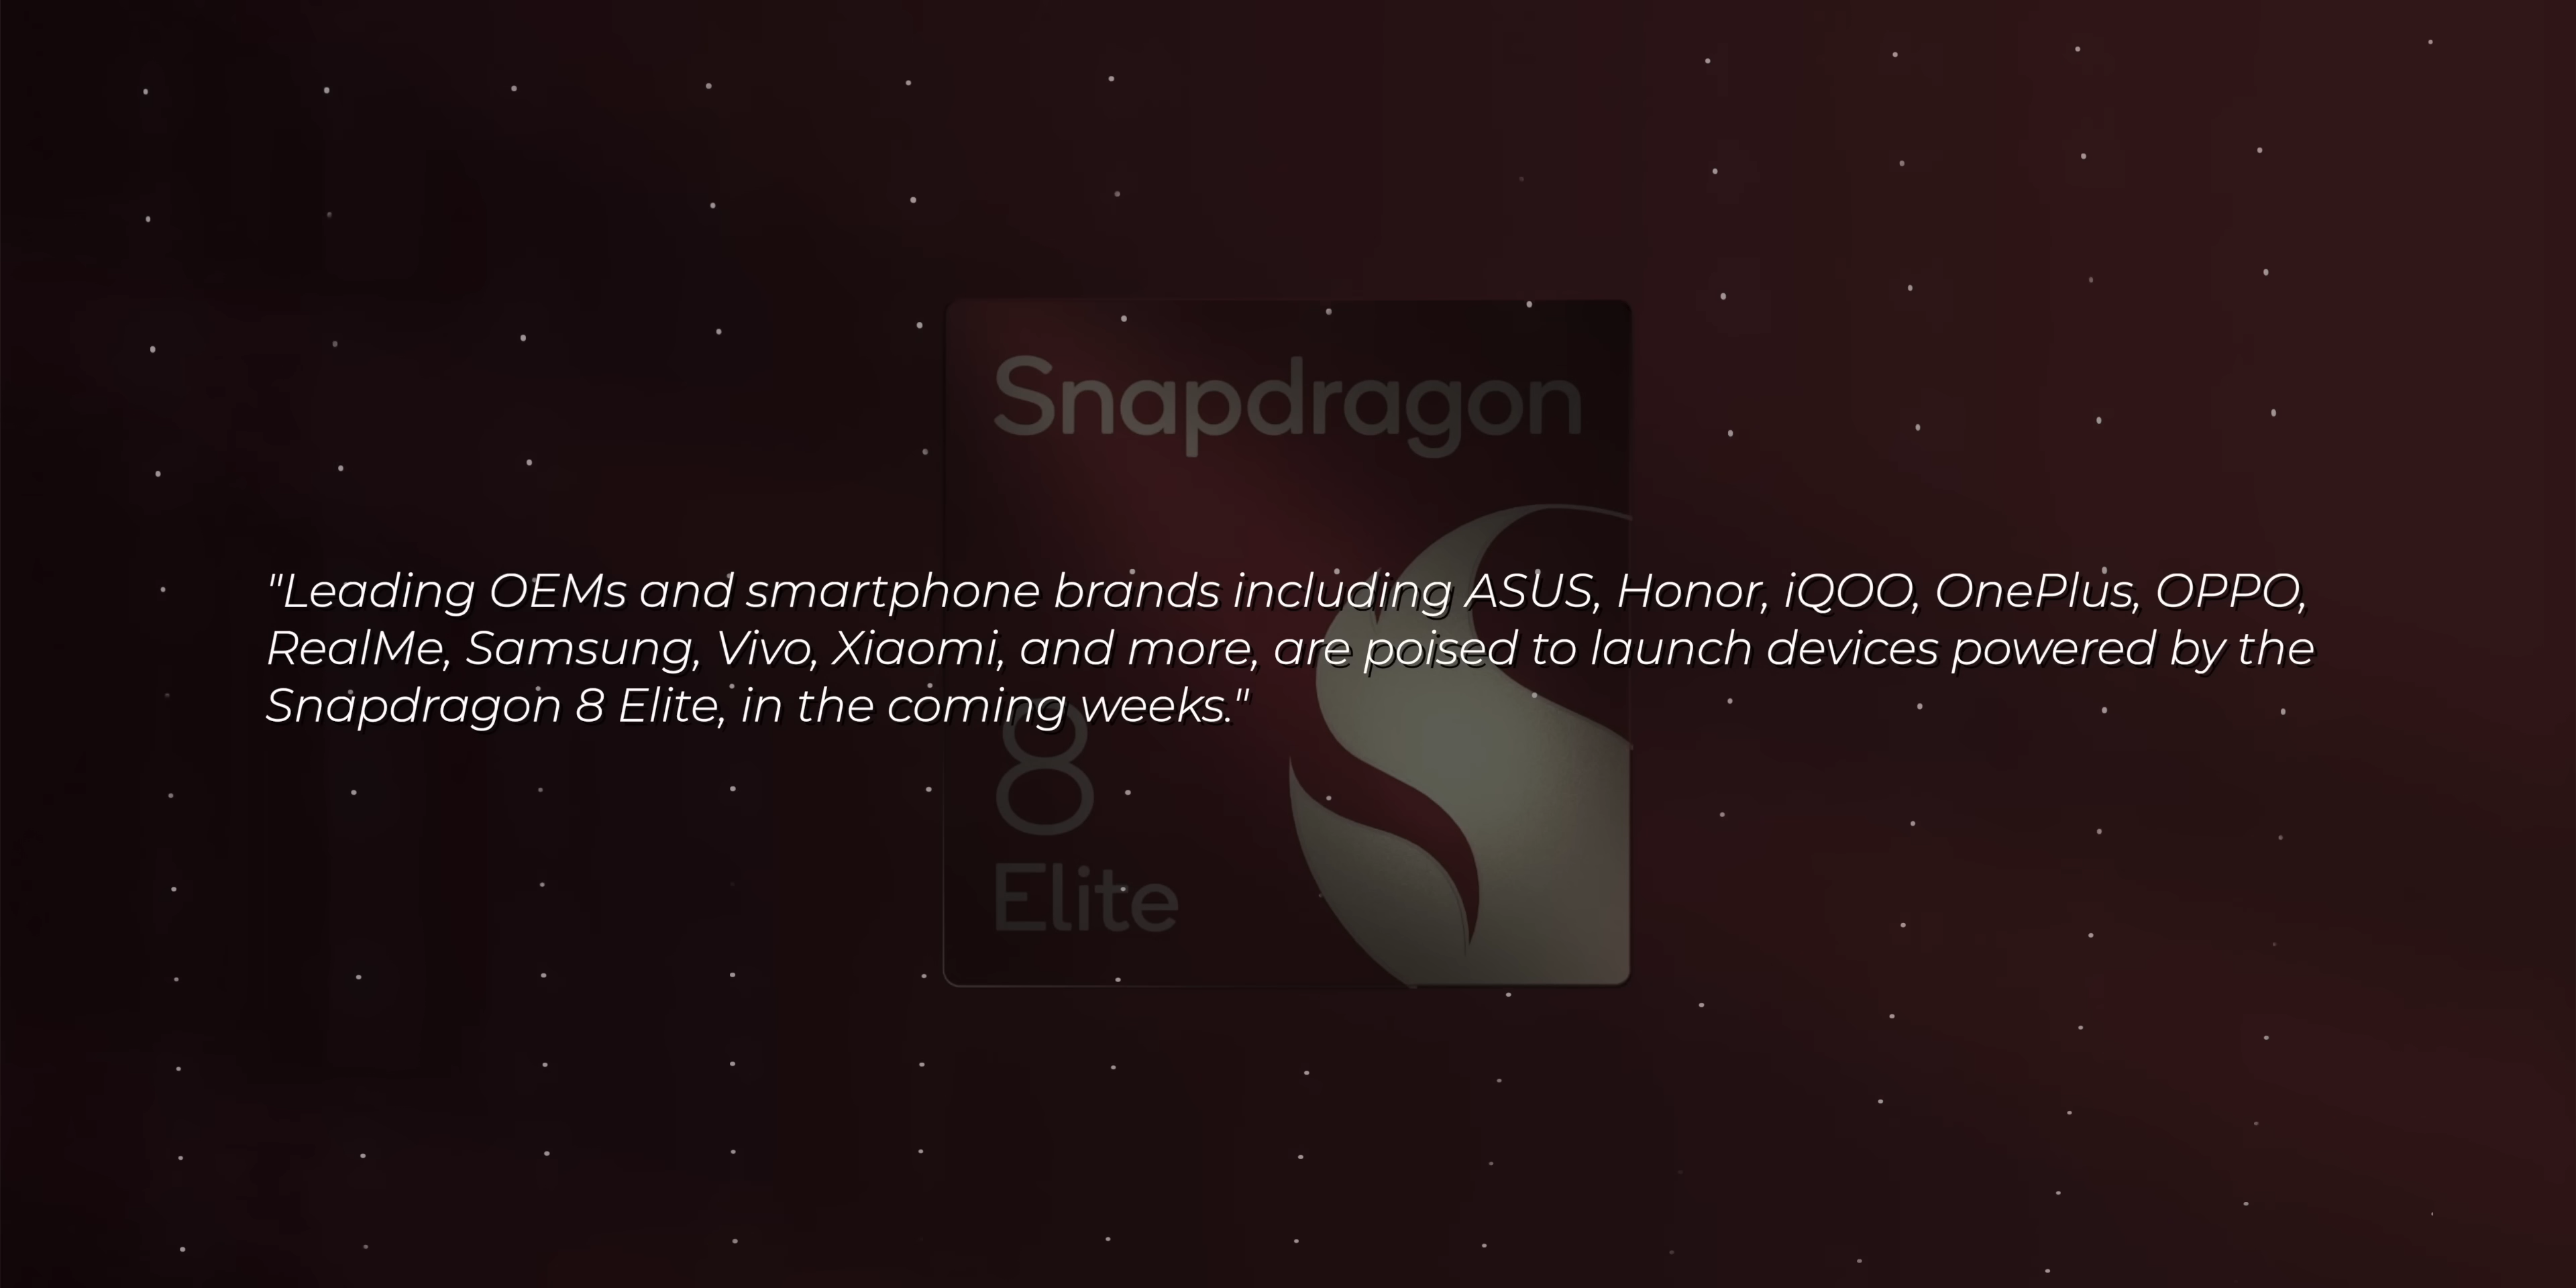 Snapdragon
"Leading OEMs and smartphone brands including ASUS, Honor, iQOO, OnePlus, OPPO,
RealMe, Samsung, Vivo, Xiaomi, and more, are poised to launch devices powered by the
Snapdragon 8 Elite, in the coming weeks."
8
Elite